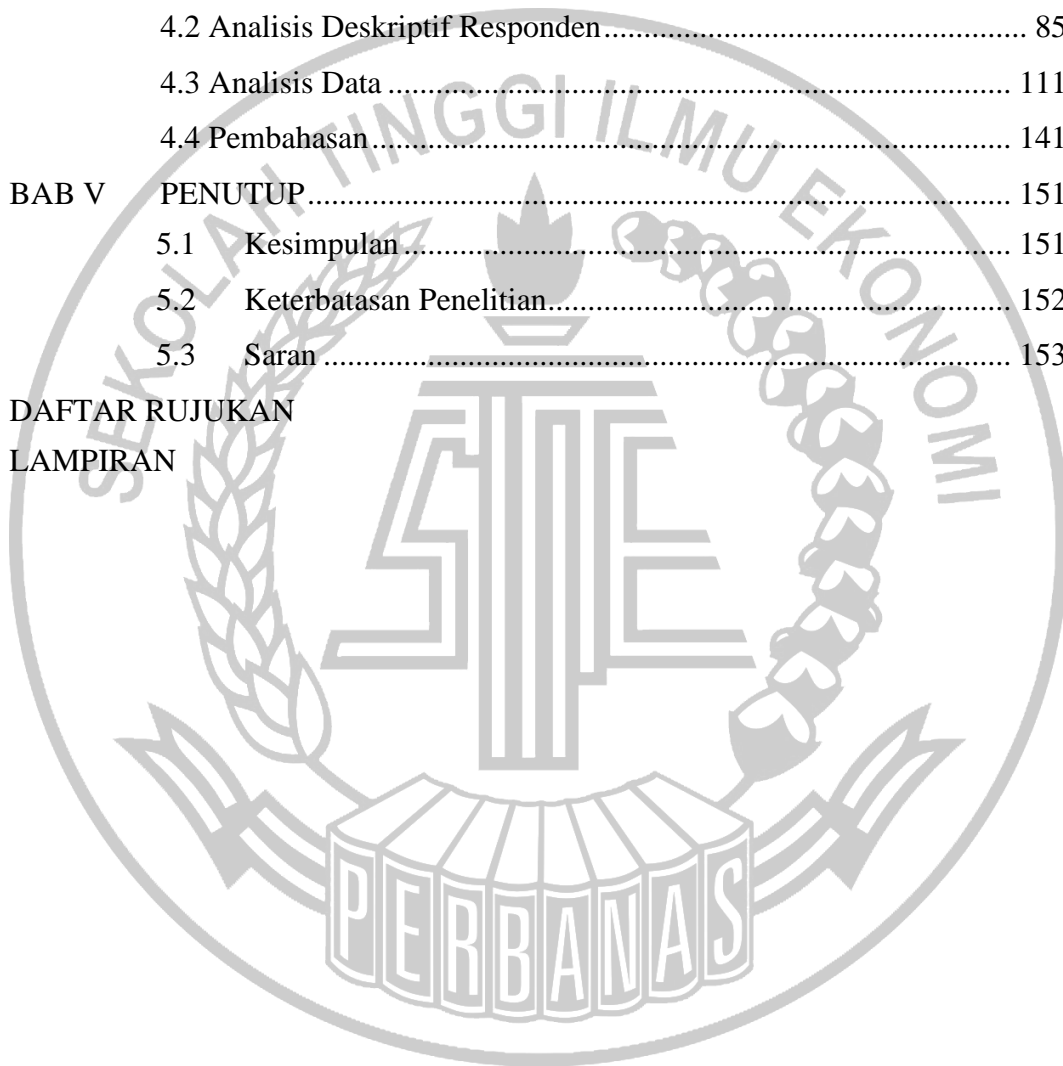 4.2 Analisis Deskriptif Responden..................................................... 85
4.3 Analisis Data .............................................................................. 111
4.4 Pembahasan................................................................................ 141
BAB V PENUTUP........................................................................................ 151
5.1 Kesimpulan............................................................................ 151
5.2 Keterbatasan Penelitian.......................................................... 152
5.3 Saran ...................................................................................... 153
DAFTAR RUJUKAN
LAMPIRAN
SEKOLAH TINGGI ILMU EKONOMI
STIE
PERBANAS